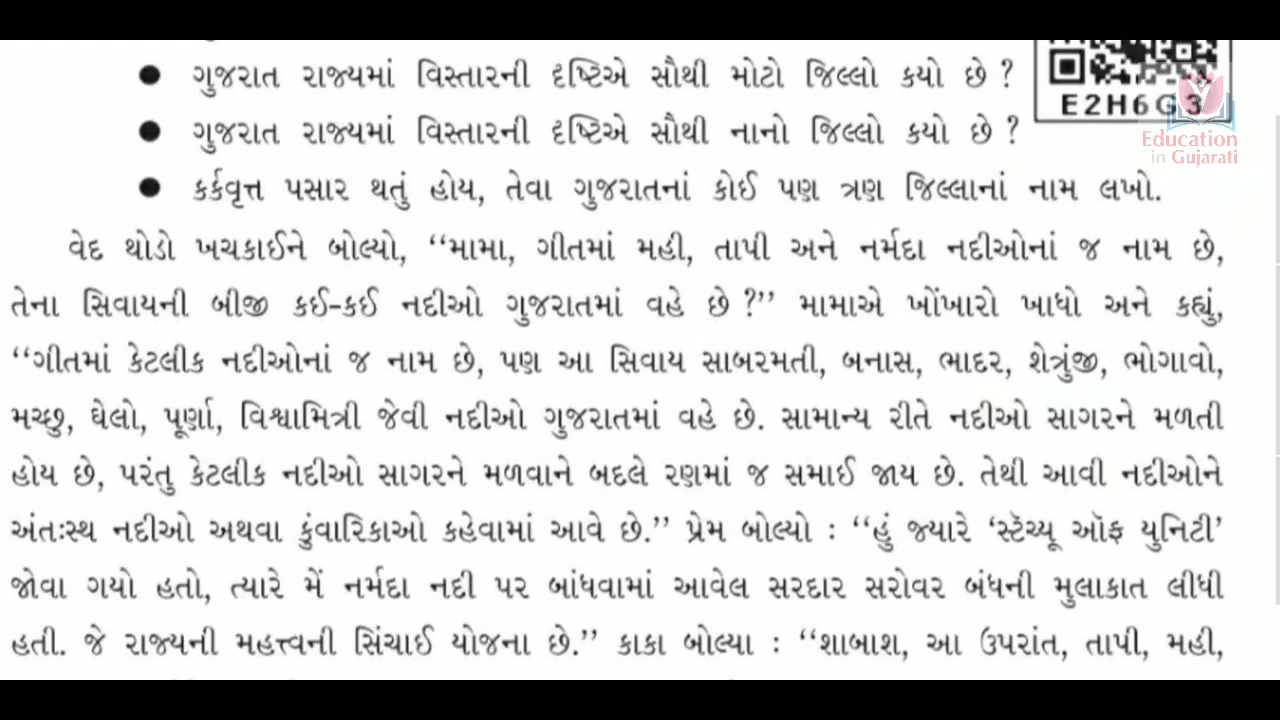 ● ગુજરાત રાજ્યમાં વિસ્તારની દૃષ્ટિએ સૌથી મોટો જિલ્લો કયો છે ?
● ગુજરાત રાજ્યમાં વિસ્તારની દૃષ્ટિએ સૌથી નાનો જિલ્લો કયો છે ?
● કર્કવૃત્ત પસાર થતું હોય, તેવા ગુજરાતનાં કોઈ પણ ત્રણ જિલ્લાનાં નામ લખો.
E2H6G3
Education
in Gujarati
વેદ થોડો ખચકાઈને બોલ્યો, “મામા, ગીતમાં મહી, તાપી અને નર્મદા નદીઓનાં જ નામ છે,
તેના સિવાયની બીજી કઈ-કઈ નદીઓ ગુજરાતમાં વહે છે ?” મામાએ ખોંખારો ખાધો અને કહ્યું,
“ગીતમાં કેટલીક નદીઓનાં જ નામ છે, પણ આ સિવાય સાબરમતી, બનાસ, ભાદર, શેત્રુંજી, ભોગાવો,
મચ્છુ, ઘેલો, પૂર્ણા, વિશ્વામિત્રી જેવી નદીઓ ગુજરાતમાં વહે છે. સામાન્ય રીતે નદીઓ સાગરને મળતી
હોય છે, પરંતુ કેટલીક નદીઓ સાગરને મળવાને બદલે રણમાં જ સમાઈ જાય છે. તેથી આવી નદીઓને
અંતઃસ્થ નદીઓ અથવા કુંવારિકાઓ કહેવામાં આવે છે.” પ્રેમ બોલ્યો : “હું જ્યારે ‘સ્ટૅચ્યૂ ઑફ યુનિટી’
જોવા ગયો હતો, ત્યારે મેં નર્મદા નદી પર બાંધવામાં આવેલ સરદાર સરોવર બંધની મુલાકાત લીધી
હતી. જે રાજ્યની મહત્ત્વની સિંચાઈ યોજના છે.” કાકા બોલ્યા : “શાબાશ, આ ઉપરાંત, તાપી, મહી,